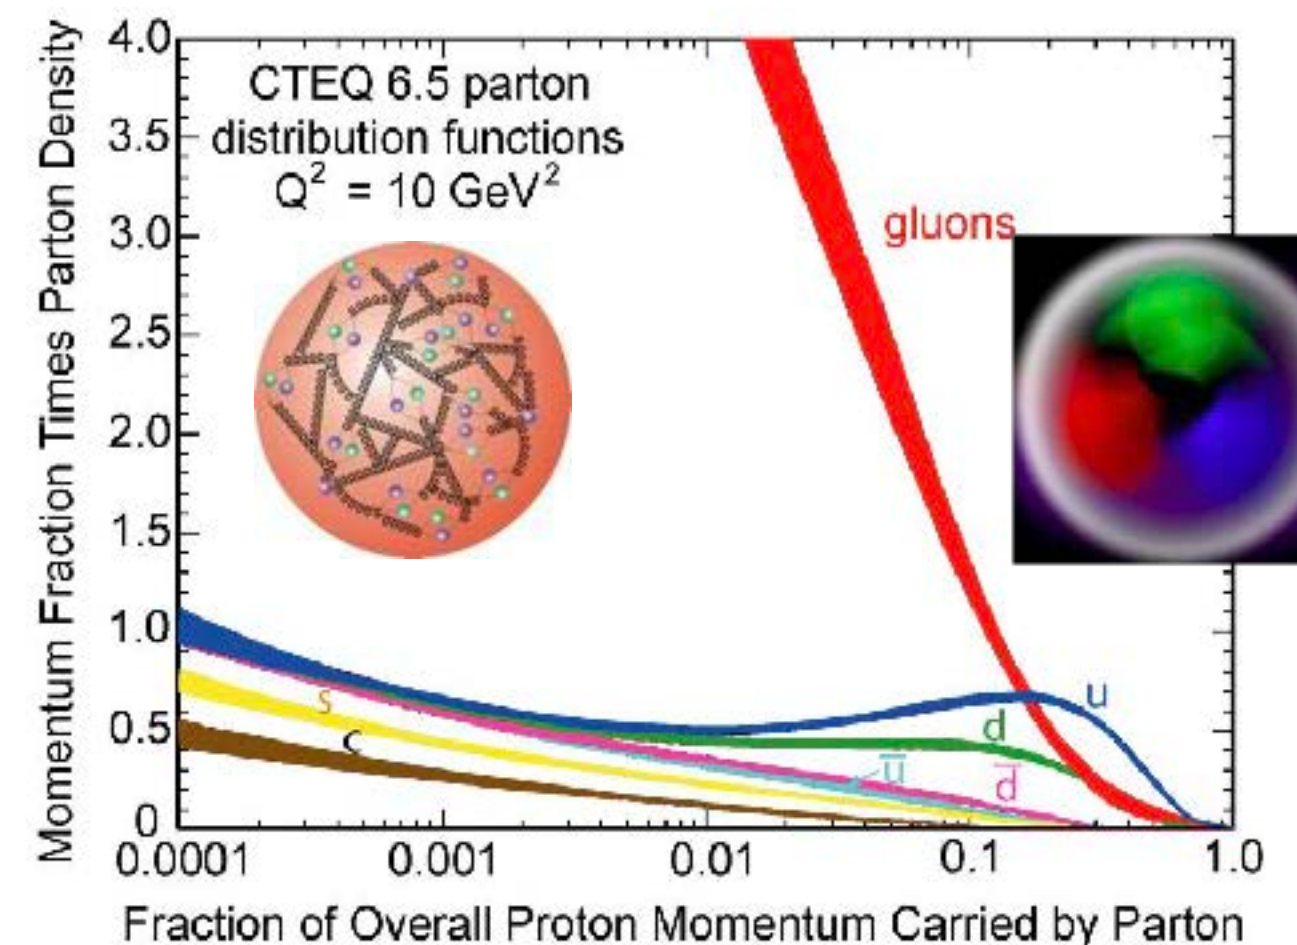 Momentum Fraction Times Parton Density
4.0
3.5
3.0
2.5
2.0
1.5
1.0
0.5
0
CTEQ 6.5 parton
distribution functions
Q² = 10 GeV²
gluons
u
d
u̅
d̅
s
c
0.0001
0.001
0.01
0.1
1.0
Fraction of Overall Proton Momentum Carried by Parton